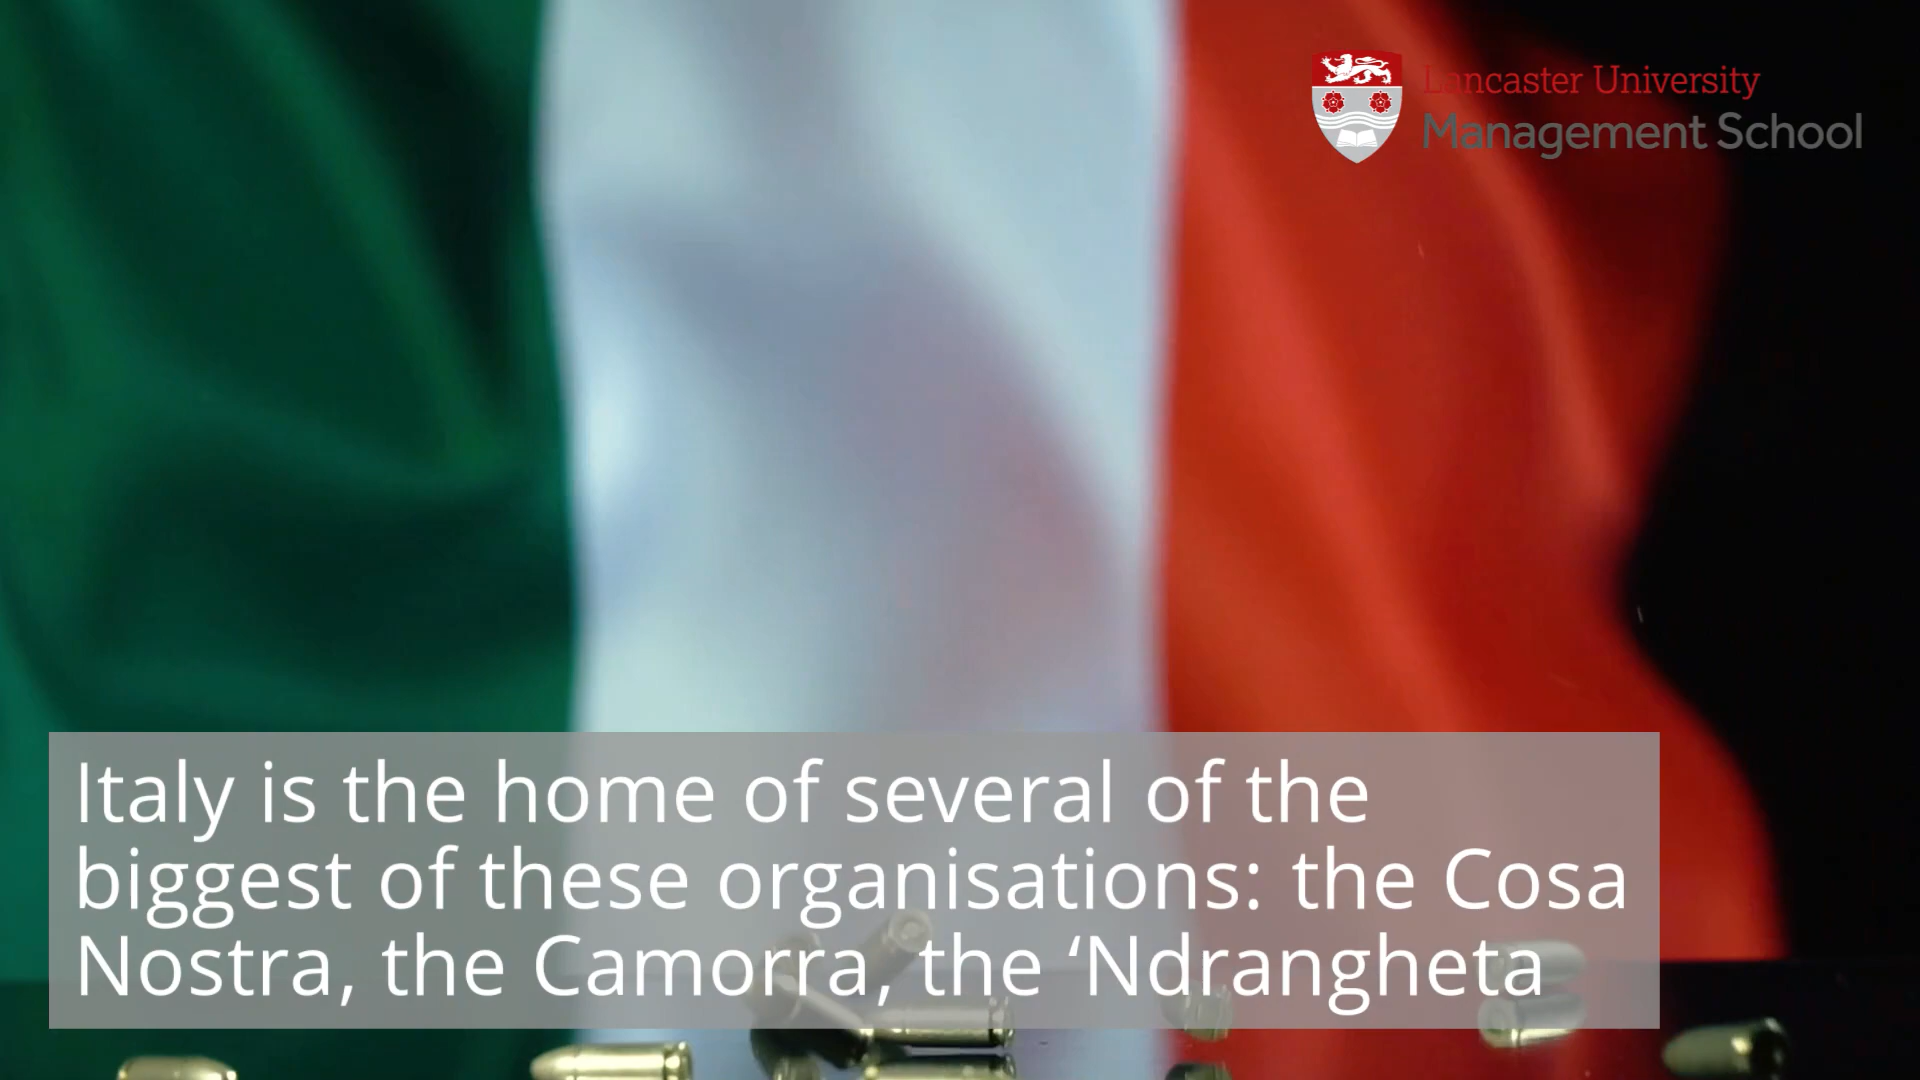 Lancaster University
Management School
Italy is the home of several of the
biggest of these organisations: the Cosa
Nostra, the Camorra, the ‘Ndrangheta